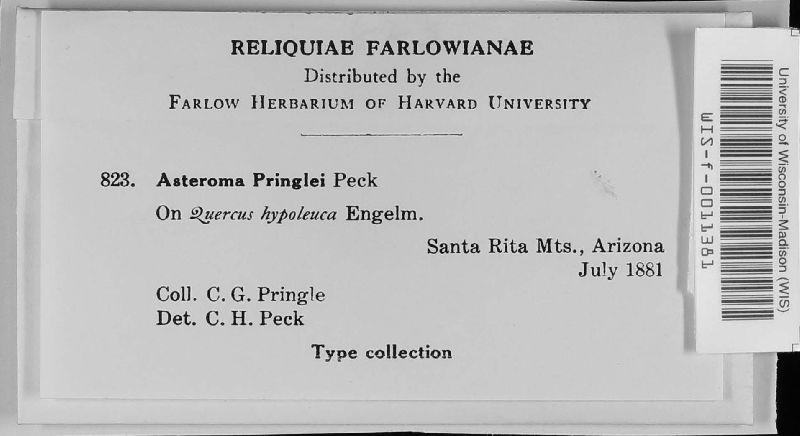 RELIQUIAE FARLOWIANAE
Distributed by the
FARLOW HERBARIUM OF HARVARD UNIVERSITY
823. Asteroma Pringlei Peck
On Quercus hypoleuca Engelm.
Santa Rita Mts., Arizona
July 1881
Coll. C. G. Pringle
Det. C. H. Peck
Type collection
University of Wisconsin-Madison (WIS)
WIS-f-0011381